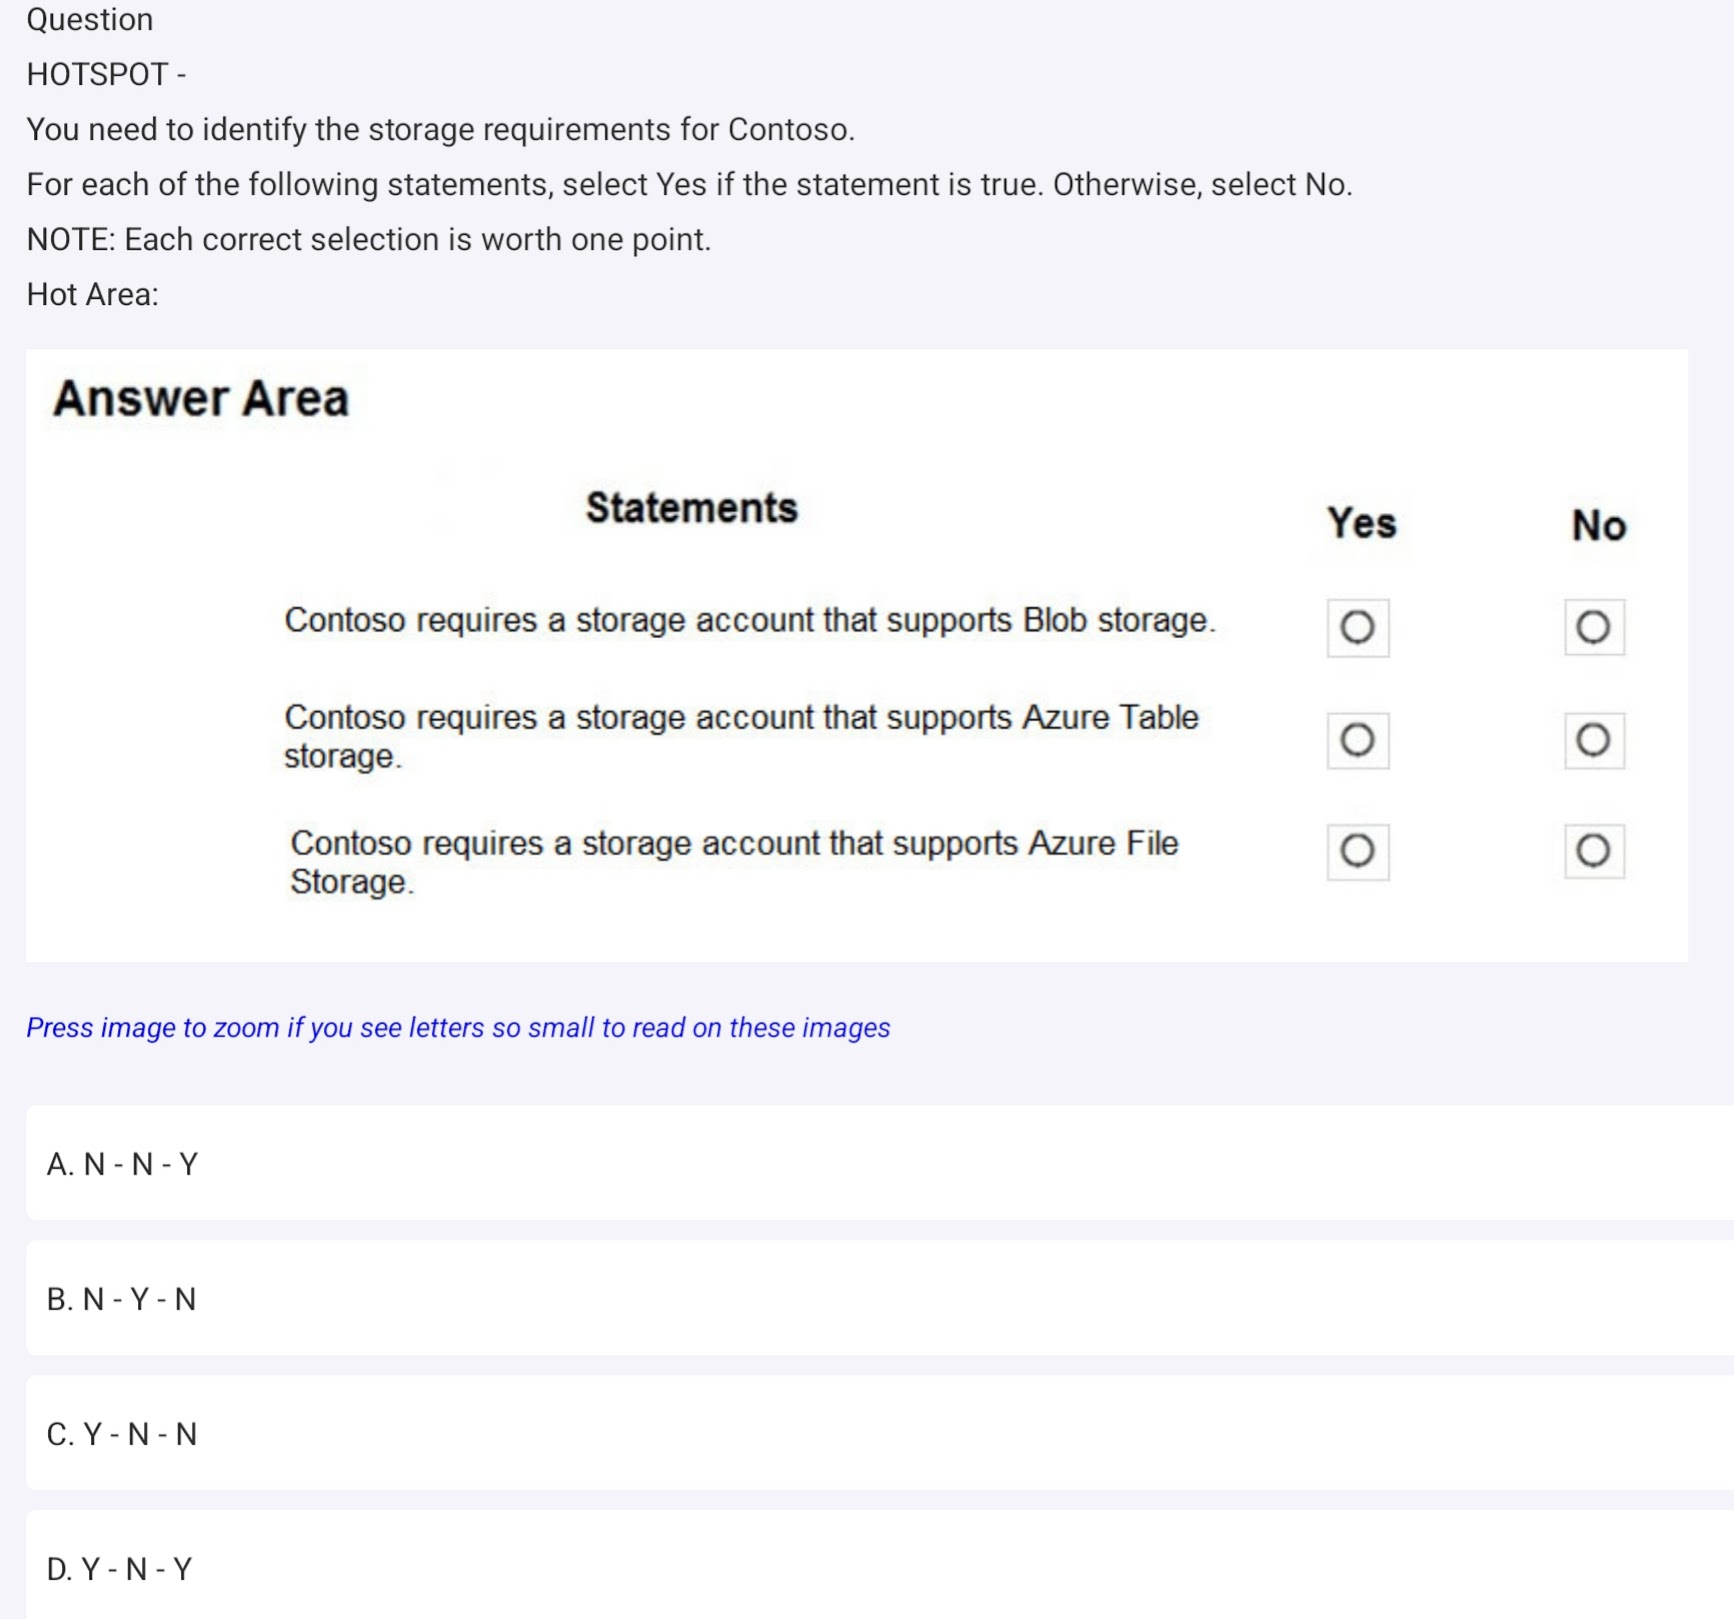 Question
HOTSPOT -
You need to identify the storage requirements for Contoso.
For each of the following statements, select Yes if the statement is true. Otherwise, select No.
NOTE: Each correct selection is worth one point.
Hot Area:
Answer Area
Statements
Yes
No
Contoso requires a storage account that supports Blob storage.
Contoso requires a storage account that supports Azure Table
storage.
Contoso requires a storage account that supports Azure File
Storage.
Press image to zoom if you see letters so small to read on these images
A. N - N - Y
B. N - Y - N
C. Y - N - N
D. Y - N - Y